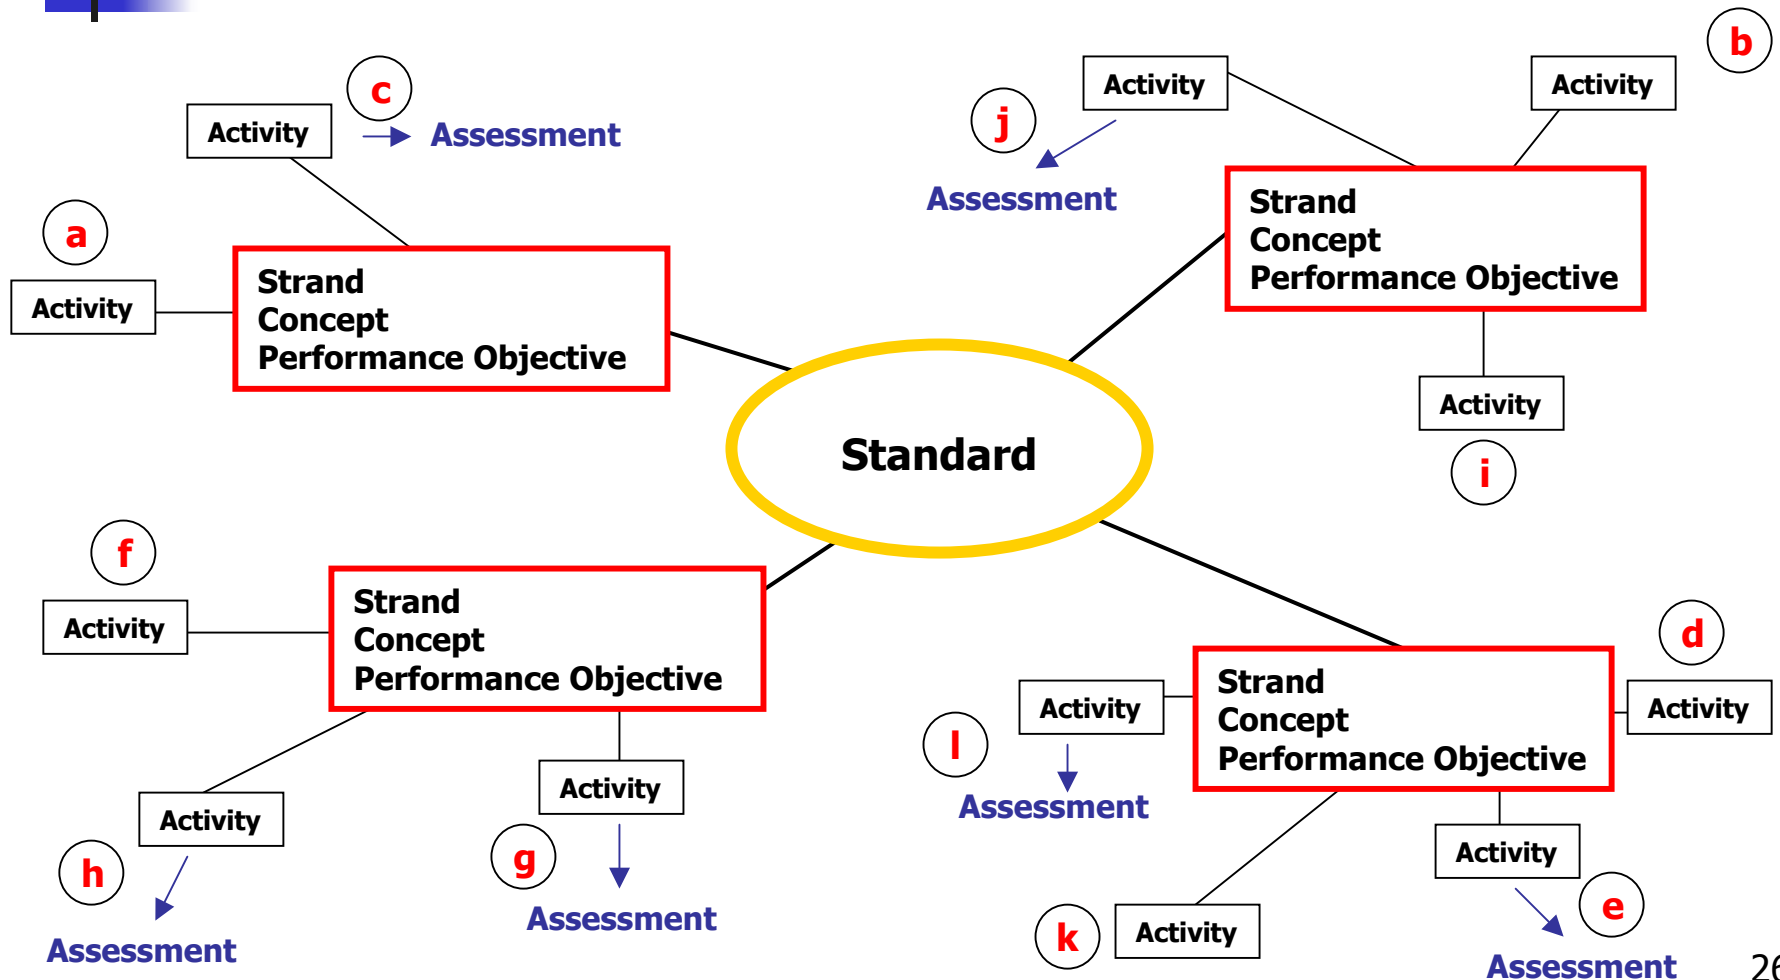 b
c
Activity
Activity
j
Activity
Assessment
Assessment
a
Strand
Concept
Performance Objective
Activity
Strand
Concept
Performance Objective
Activity
i
Standard
f
Activity
Strand
Concept
Performance Objective
d
Activity
Strand
Concept
Performance Objective
Activity
l
Assessment
Activity
g
Assessment
Activity
h
Assessment
Activity
e
Assessment
k
Activity
26